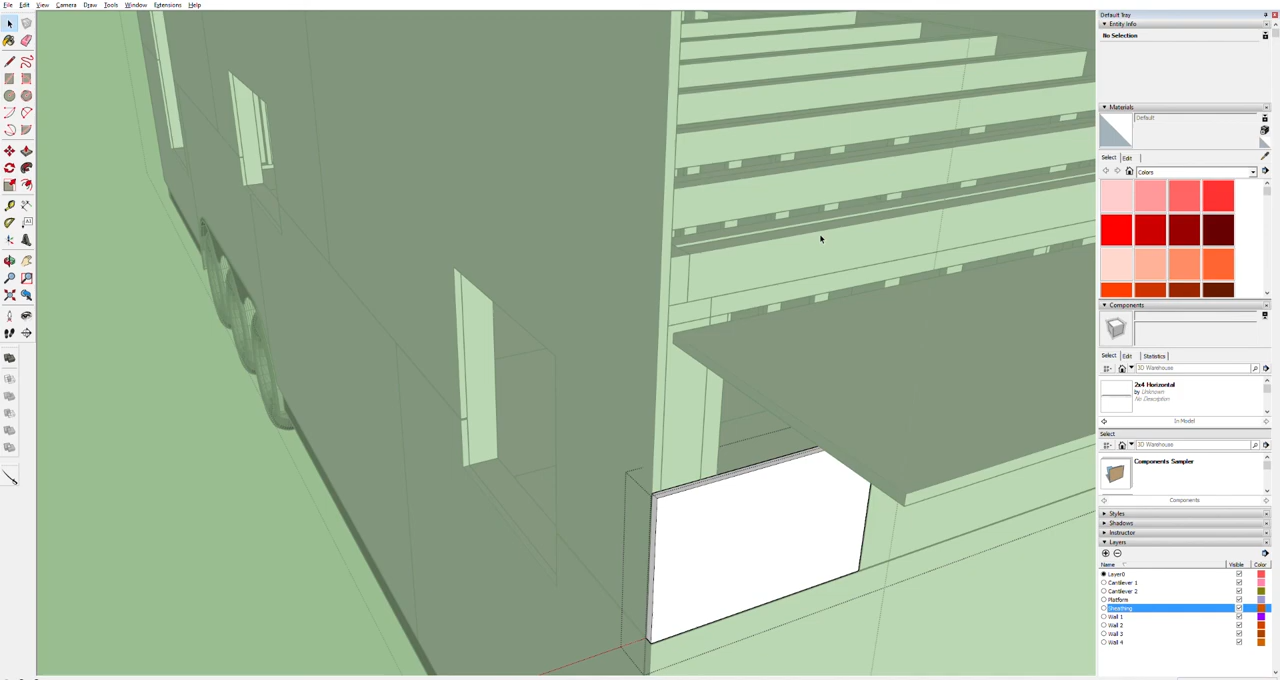 File Edit View Camera Draw Tools Window Extensions Help
Default Tray
Entity Info
No Selection
Materials
Default
Select Edit
Colors
Components
Select Edit Statistics
3D Warehouse
2x4 Horizontal
by Unknown
No Description
In Model
Select
3D Warehouse
Components Sampler
Components
Styles
Shadows
Instructor
Layers
Name Visible Color
Layer0
Cantilever 1
Cantilever 2
Platform
Sheathing
Wall 1
Wall 2
Wall 3
Wall 4